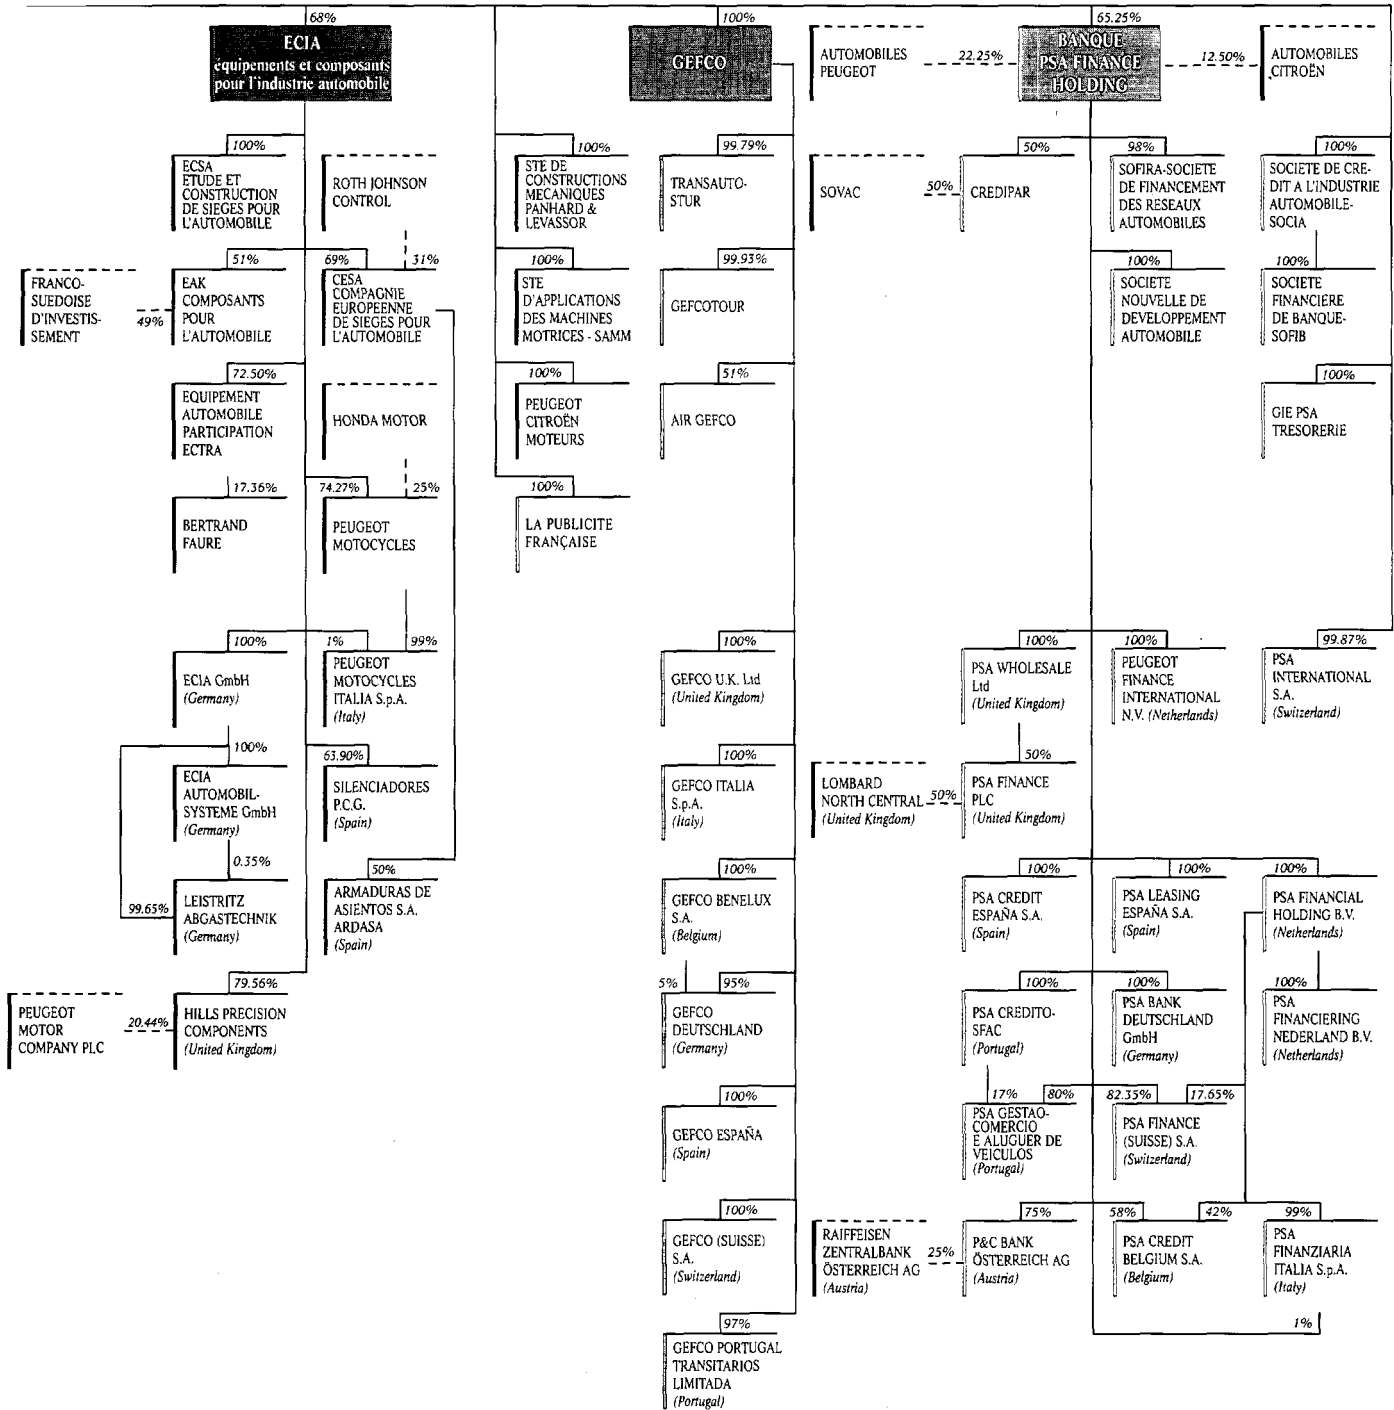 68%
100%
65.25%
ECIA
équipements et composants
pour l'industrie automobile
GEFCO
AUTOMOBILES
PEUGEOT
22.25%
BANQUE
PSA FINANCE
HOLDING
12.50%
AUTOMOBILES
CITROËN
100%
ECSA
ETUDE ET
CONSTRUCTION
DE SIEGES POUR
L'AUTOMOBILE
ROTH JOHNSON
CONTROL
100%
STE DE
CONSTRUCTIONS
MECANIQUES
PANHARD &
LEVASSOR
99.79%
TRANSAUTO-
STUR
SOVAC
50%
50%
CREDIPAR
98%
SOFIRA-SOCIETE
DE FINANCEMENT
DES RESEAUX
AUTOMOBILES
100%
SOCIETE DE CRE-
DIT A L'INDUSTRIE
AUTOMOBILE-
SOCIA
FRANCO-
SUEDOISE
D'INVESTIS-
SEMENT
49%
51%
EAK
COMPOSANTS
POUR
L'AUTOMOBILE
69%
31%
CESA
COMPAGNIE
EUROPEENNE
DE SIEGES POUR
L'AUTOMOBILE
100%
STE
D'APPLICATIONS
DES MACHINES
MOTRICES - SAMM
99.93%
GEFCOTOUR
100%
SOCIETE
NOUVELLE DE
DEVELOPPEMENT
AUTOMOBILE
100%
SOCIETE
FINANCIERE
DE BANQUE-
SOFIB
72.50%
EQUIPEMENT
AUTOMOBILE
PARTICIPATION
ECTRA
HONDA MOTOR
100%
PEUGEOT
CITROËN
MOTEURS
51%
AIR GEFCO
100%
GIE PSA
TRESORERIE
17.36%
BERTRAND
FAURE
74.27%
25%
PEUGEOT
MOTOCYCLES
100%
LA PUBLICITE
FRANÇAISE
100%
ECIA GmbH
(Germany)
1%
99%
PEUGEOT
MOTOCYCLES
ITALIA S.p.A.
(Italy)
100%
GEFCO U.K. Ltd
(United Kingdom)
100%
PSA WHOLESALE
Ltd
(United Kingdom)
100%
PEUGEOT
FINANCE
INTERNATIONAL
N.V. (Netherlands)
99.87%
PSA
INTERNATIONAL
S.A.
(Switzerland)
100%
ECIA
AUTOMOBIL-
SYSTEME GmbH
(Germany)
63.90%
SILENCIADORES
P.C.G.
(Spain)
100%
GEFCO ITALIA
S.p.A.
(Italy)
LOMBARD
NORTH CENTRAL
(United Kingdom)
50%
50%
PSA FINANCE
PLC
(United Kingdom)
99.65%
0.35%
LEISTRITZ
ABGASTECHNIK
(Germany)
50%
ARMADURAS DE
ASIENTOS S.A.
ARDASA
(Spain)
100%
GEFCO BENELUX
S.A.
(Belgium)
100%
PSA CREDIT
ESPAÑA S.A.
(Spain)
100%
PSA LEASING
ESPAÑA S.A.
(Spain)
100%
PSA FINANCIAL
HOLDING B.V.
(Netherlands)
PEUGEOT
MOTOR
COMPANY PLC
20.44%
79.56%
HILLS PRECISION
COMPONENTS
(United Kingdom)
5%
95%
GEFCO
DEUTSCHLAND
(Germany)
100%
PSA CREDITO-
SFAC
(Portugal)
100%
PSA BANK
DEUTSCHLAND
GmbH
(Germany)
100%
PSA
FINANCIERING
NEDERLAND B.V.
(Netherlands)
100%
GEFCO ESPAÑA
(Spain)
17%
80%
PSA GESTAO-
COMERCIO
E ALUGUER DE
VEICULOS
(Portugal)
82.35%
17.65%
PSA FINANCE
(SUISSE) S.A.
(Switzerland)
100%
GEFCO (SUISSE)
S.A.
(Switzerland)
RAIFFEISEN
ZENTRALBANK
ÖSTERREICH AG
(Austria)
25%
75%
P&C BANK
ÖSTERREICH AG
(Austria)
58%
42%
PSA CREDIT
BELGIUM S.A.
(Belgium)
99%
PSA
FINANZIARIA
ITALIA S.p.A.
(Italy)
1%
97%
GEFCO PORTUGAL
TRANSITARIOS
LIMITADA
(Portugal)